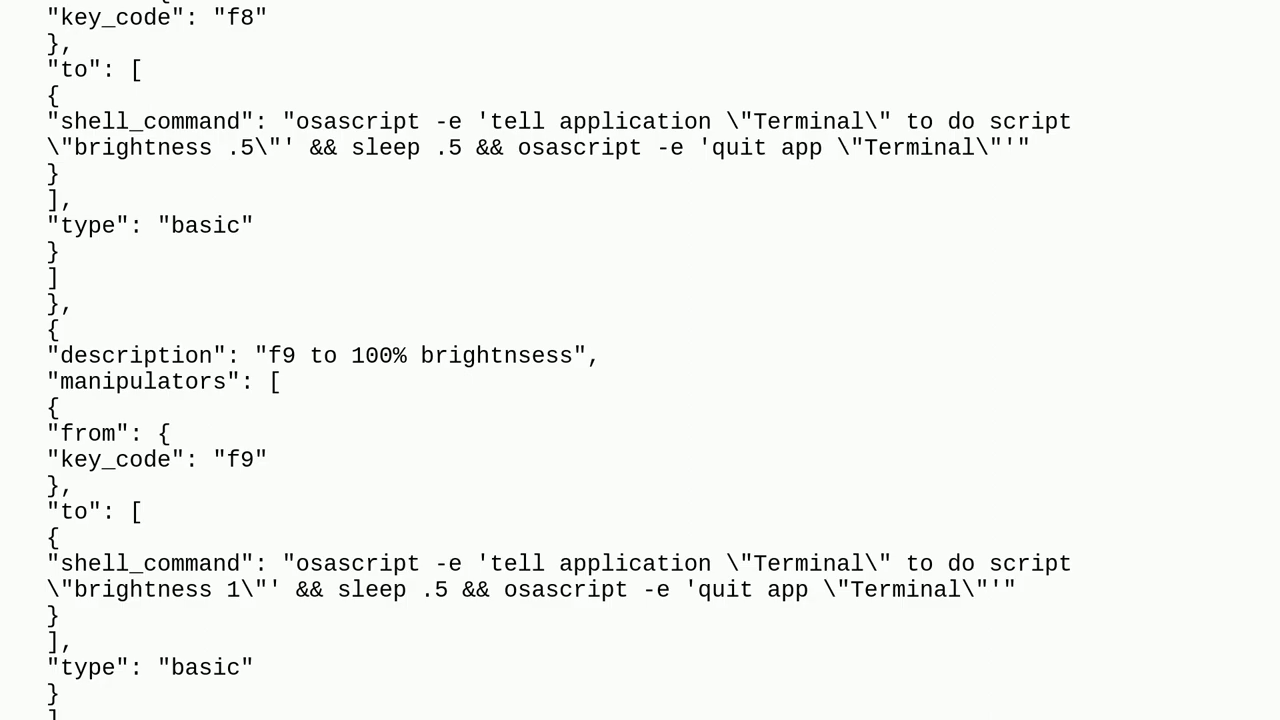 "key_code": "f8"
},
"to": [
{
"shell_command": "osascript -e 'tell application \"Terminal\" to do script
\"brightness .5\"' && sleep .5 && osascript -e 'quit app \"Terminal\"'"
}
],
"type": "basic"
}
]
},
{
"description": "f9 to 100% brightnsess",
"manipulators": [
{
"from": {
"key_code": "f9"
},
"to": [
{
"shell_command": "osascript -e 'tell application \"Terminal\" to do script
\"brightness 1\"' && sleep .5 && osascript -e 'quit app \"Terminal\"'"
}
],
"type": "basic"
}
]